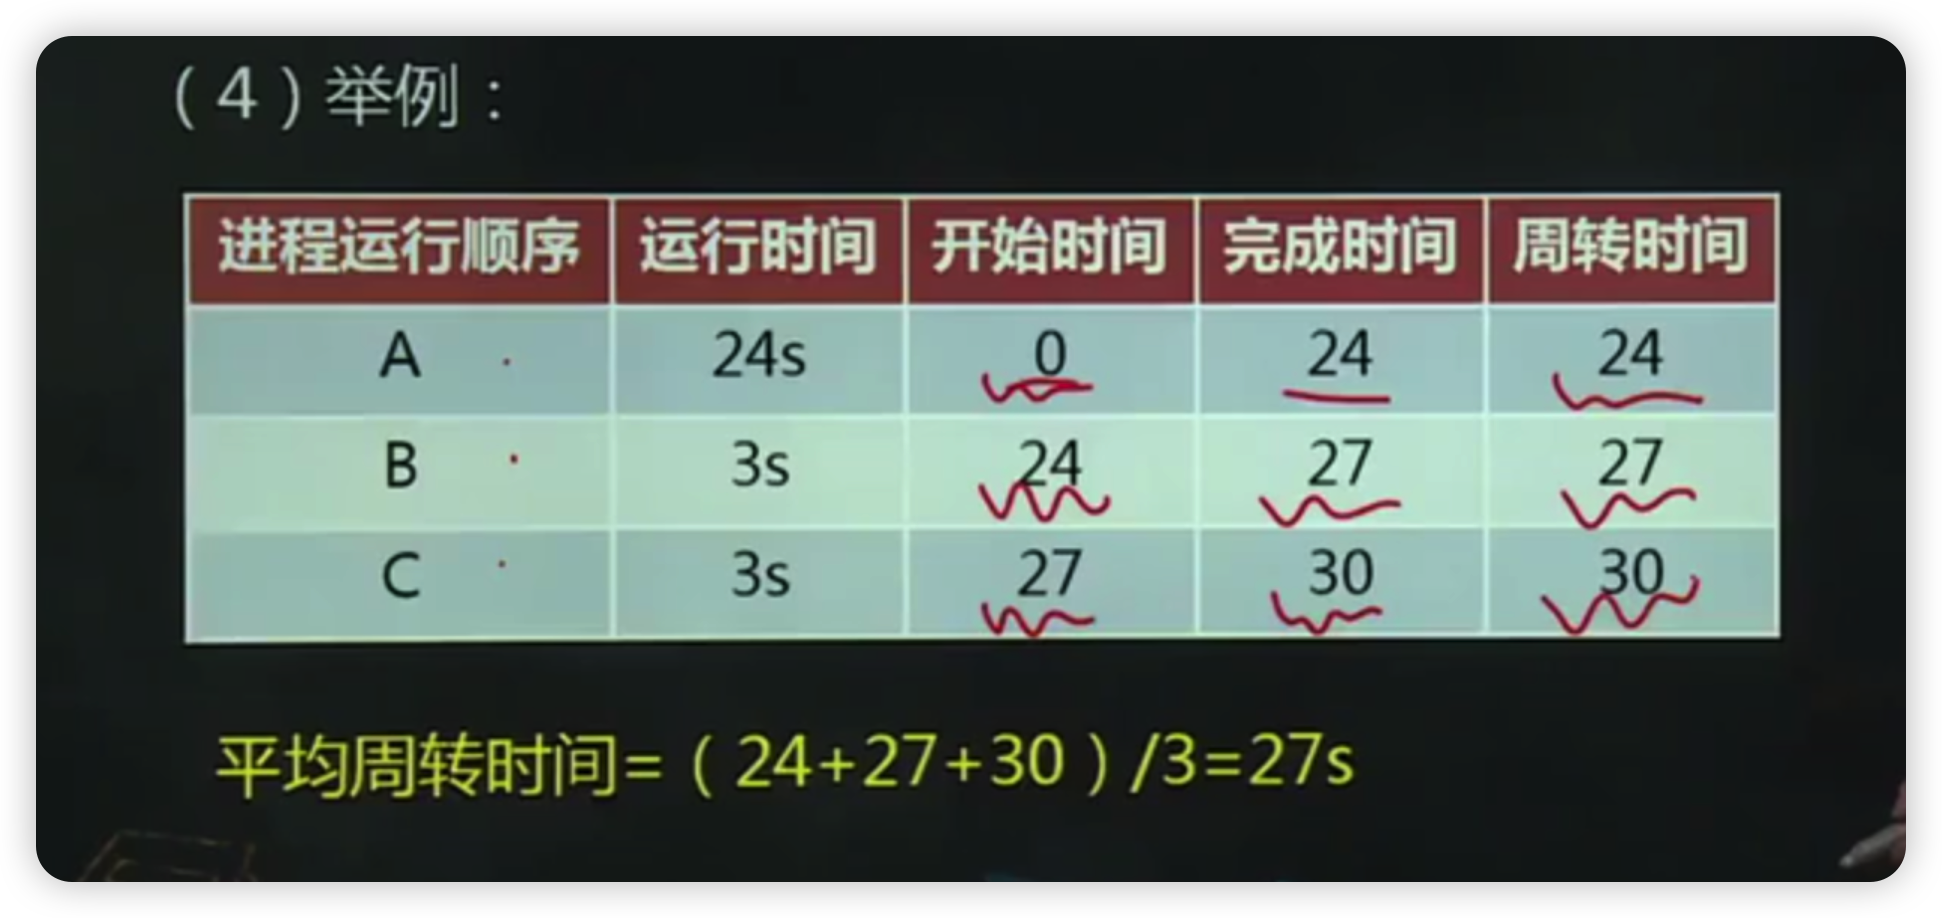 （4）举例：
进程运行顺序 运行时间 开始时间 完成时间 周转时间
A 24s 0 24 24
B 3s 24 27 27
C 3s 27 30 30
平均周转时间=（24+27+30）/3=27s